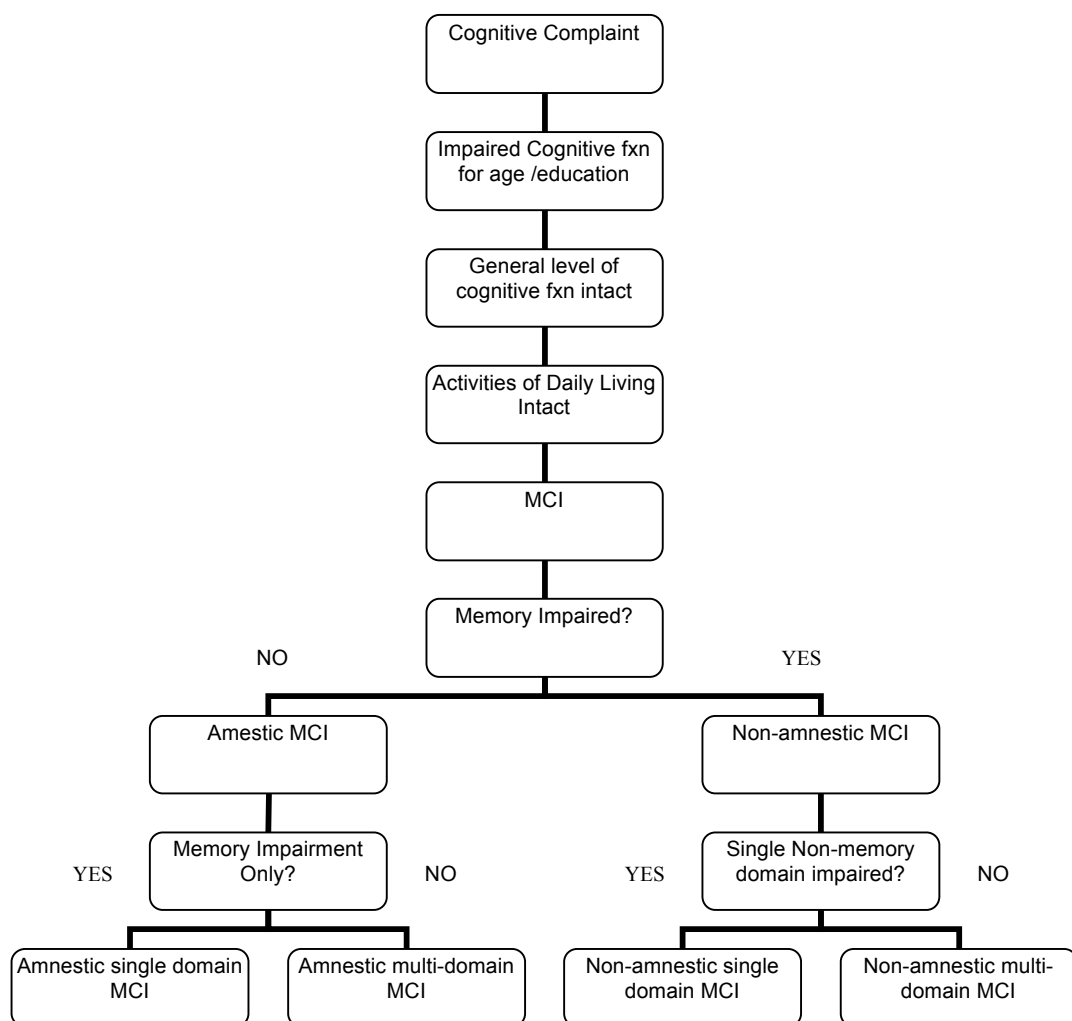 Cognitive Complaint
Impaired Cognitive fxn
for age /education
General level of
cognitive fxn intact
Activities of Daily Living
Intact
MCI
Memory Impaired?
NO
YES
Amestic MCI
Non-amnestic MCI
YES
Memory Impairment
Only?
NO
YES
Single Non-memory
domain impaired?
NO
Amnestic single domain
MCI
Amnestic multi-domain
MCI
Non-amnestic single
domain MCI
Non-amnestic multi-
domain MCI